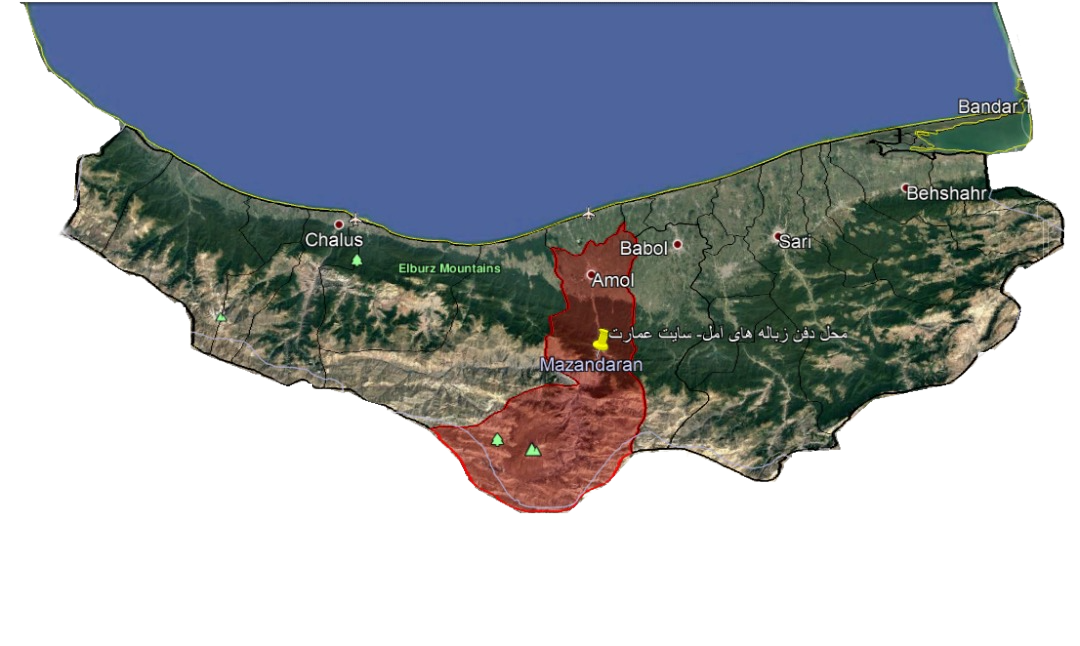 Bandar T
Behshahr
Chalus
Babol
Sari
Elburz Mountains
Amol
محل دفن زباله های آمل- سایت عمارت
Mazandaran